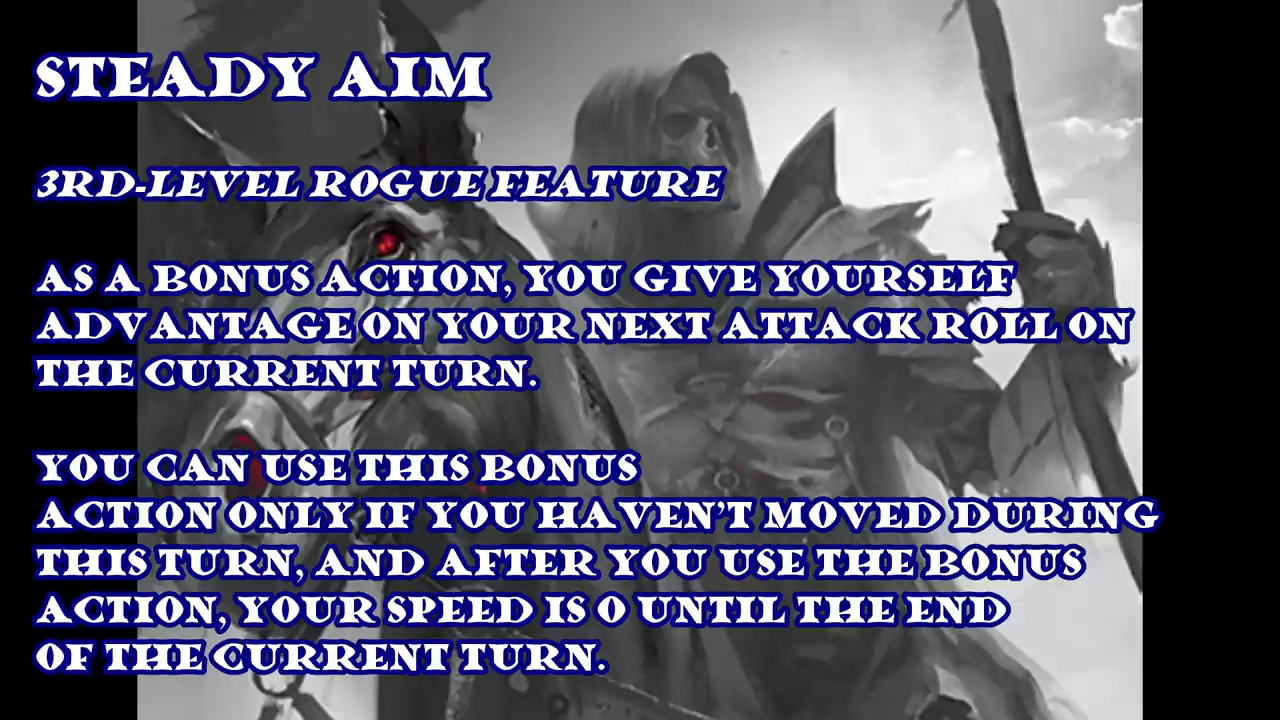 STEADY AIM
3RD-LEVEL ROGUE FEATURE
AS A BONUS ACTION, YOU GIVE YOURSELF
ADVANTAGE ON YOUR NEXT ATTACK ROLL ON
THE CURRENT TURN.
YOU CAN USE THIS BONUS
ACTION ONLY IF YOU HAVEN'T MOVED DURING
THIS TURN, AND AFTER YOU USE THE BONUS
ACTION, YOUR SPEED IS 0 UNTIL THE END
OF THE CURRENT TURN.